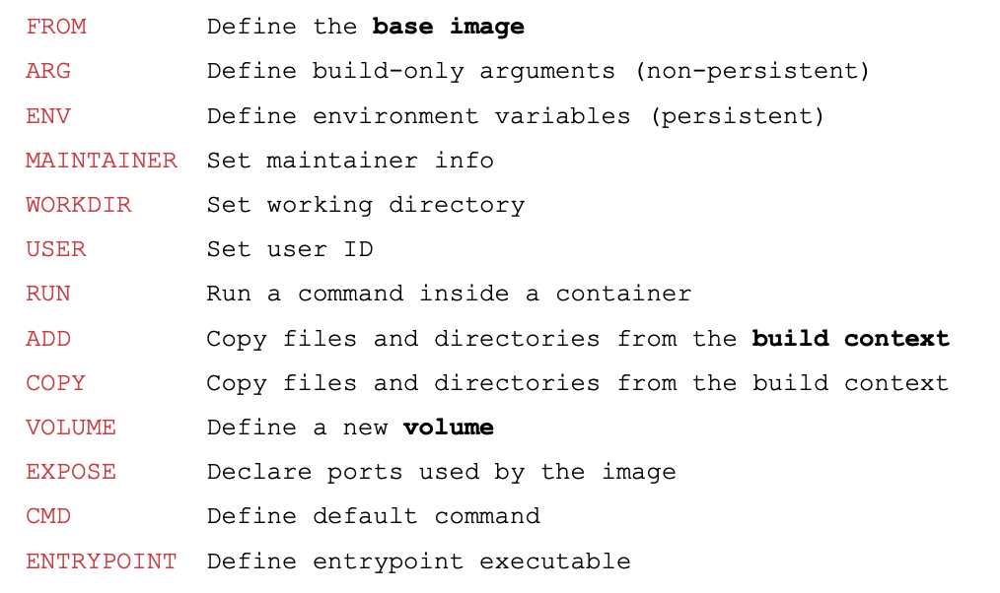 FROM Define the base image
ARG Define build-only arguments (non-persistent)
ENV Define environment variables (persistent)
MAINTAINER Set maintainer info
WORKDIR Set working directory
USER Set user ID
RUN Run a command inside a container
ADD Copy files and directories from the build context
COPY Copy files and directories from the build context
VOLUME Define a new volume
EXPOSE Declare ports used by the image
CMD Define default command
ENTRYPOINT Define entrypoint executable